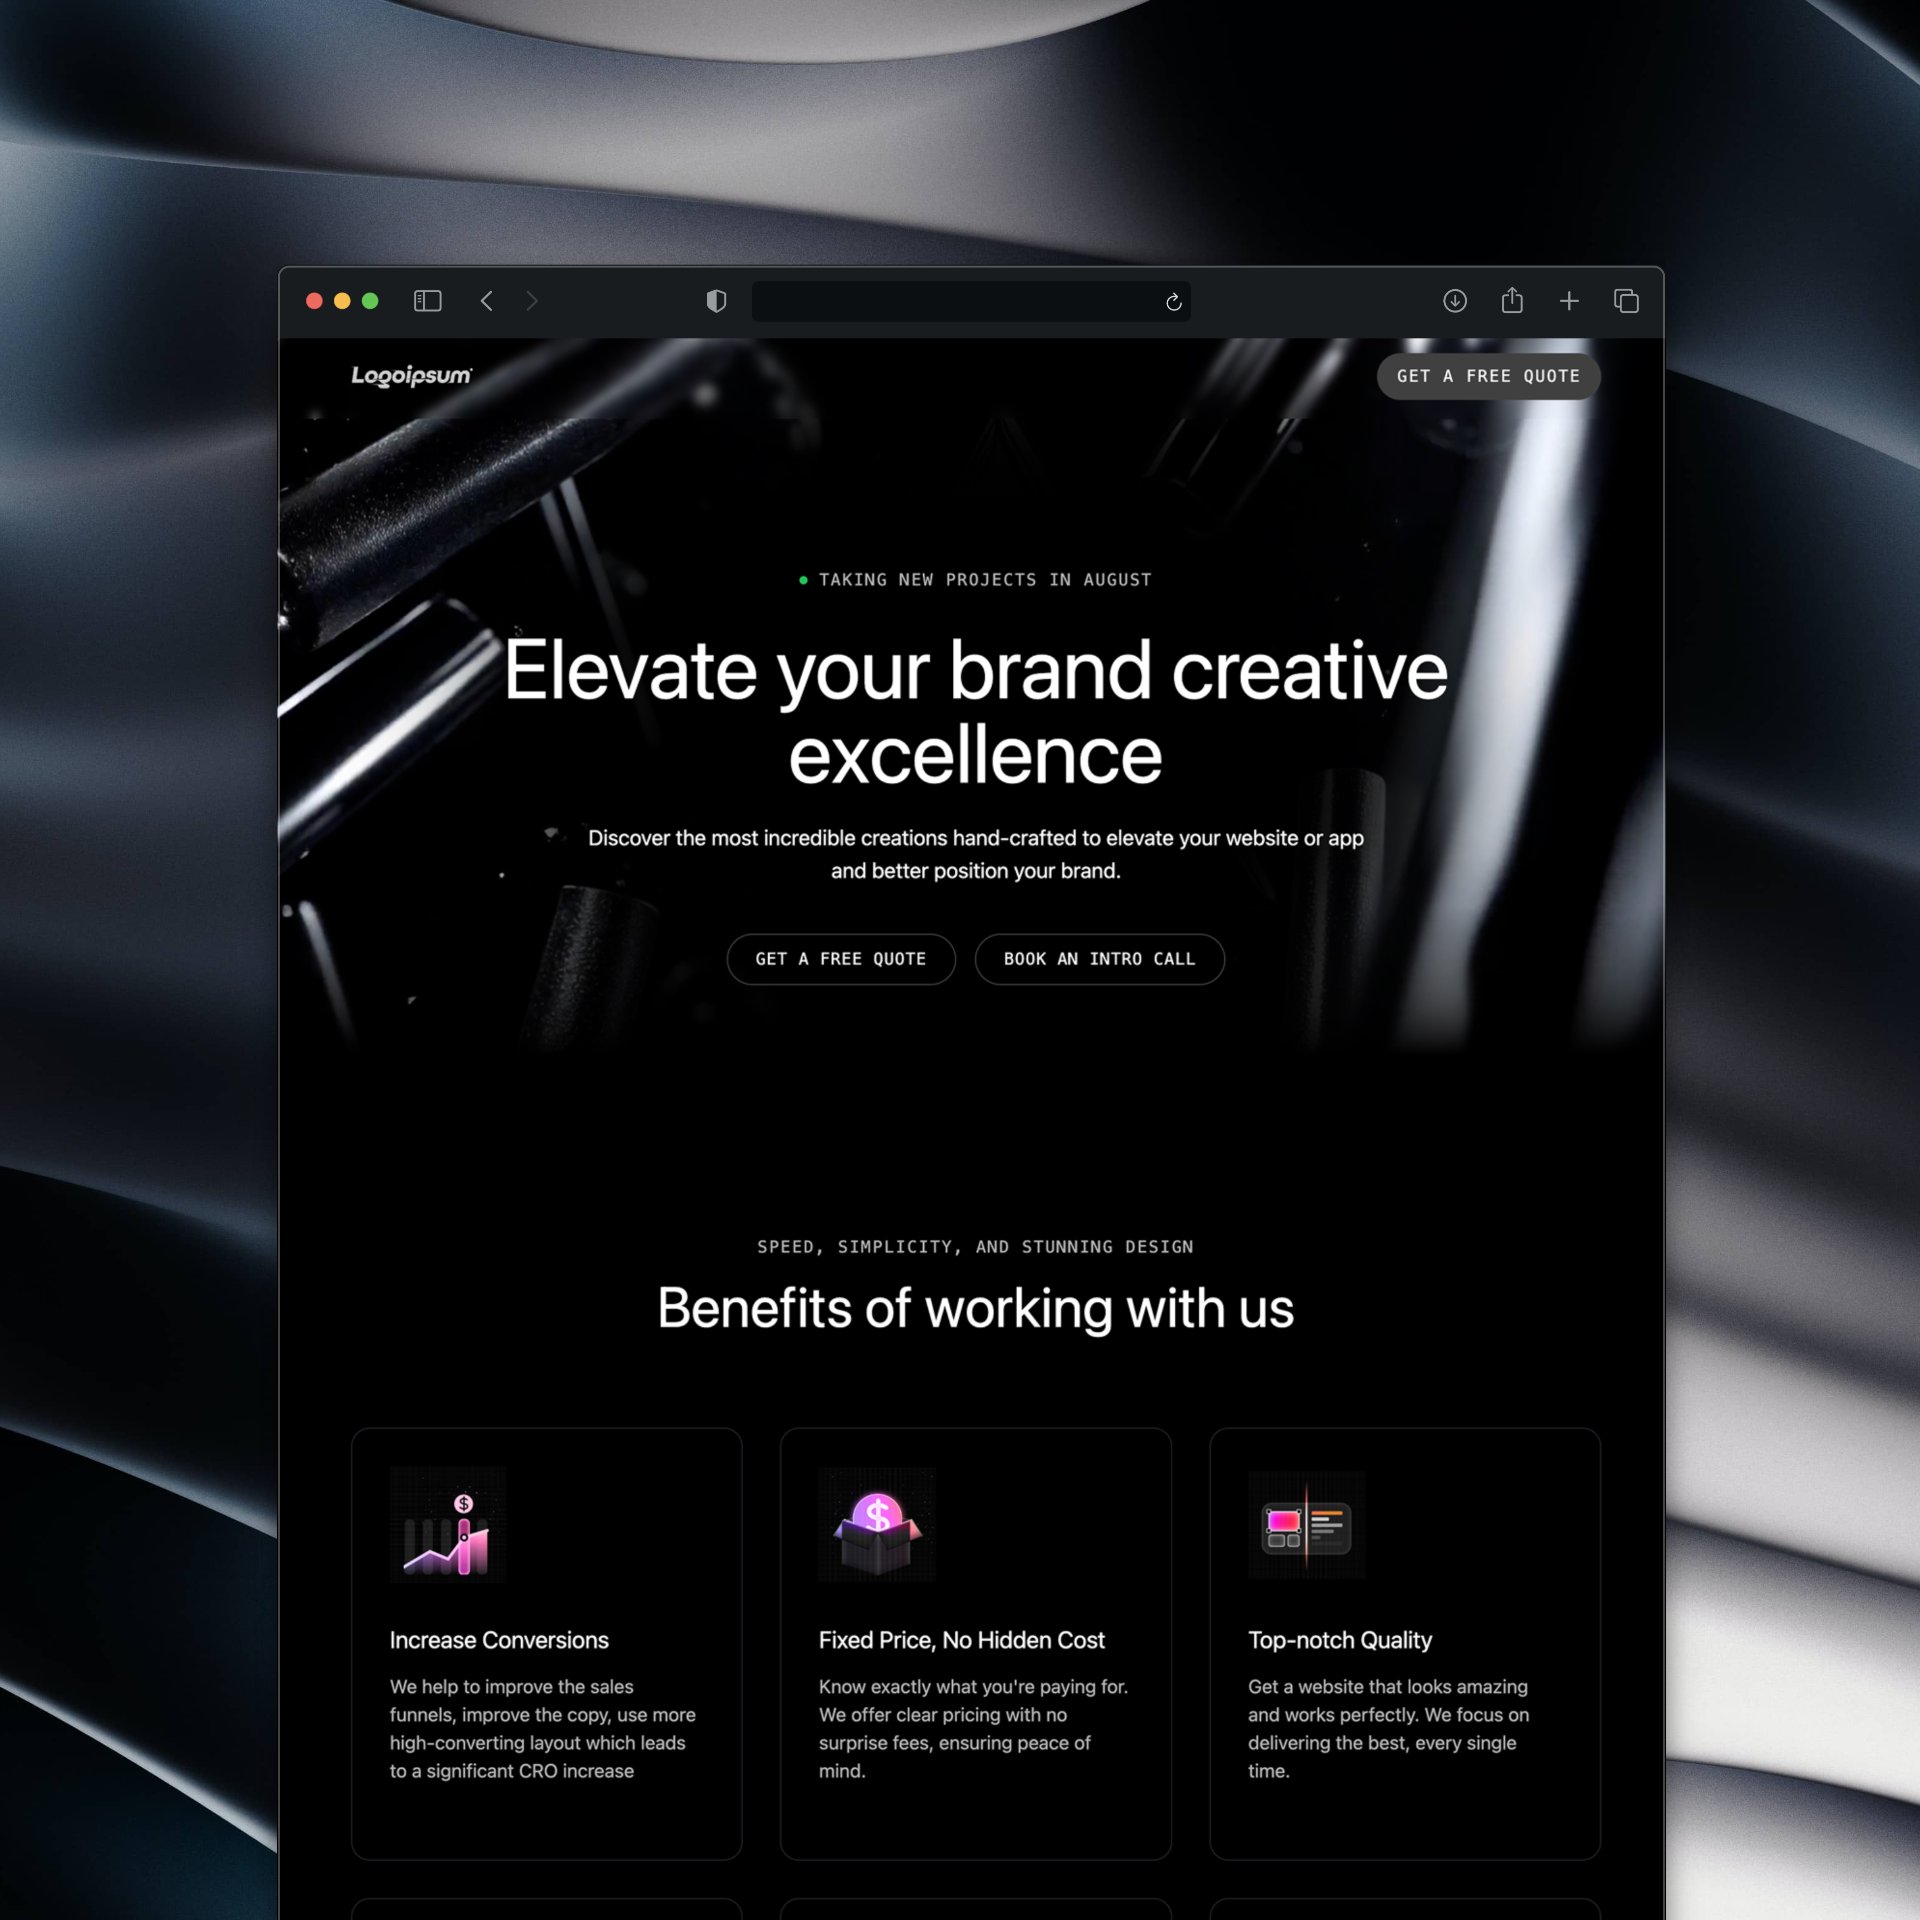 Logoipsum
GET A FREE QUOTE
TAKING NEW PROJECTS IN AUGUST
Elevate your brand creative
excellence
Discover the most incredible creations hand-crafted to elevate your website or app
and better position your brand.
GET A FREE QUOTE
BOOK AN INTRO CALL
SPEED, SIMPLICITY, AND STUNNING DESIGN
Benefits of working with us
$
Increase Conversions
We help to improve the sales
funnels, improve the copy, use more
high-converting layout which leads
to a significant CRO increase
$
Fixed Price, No Hidden Cost
Know exactly what you're paying for.
We offer clear pricing with no
surprise fees, ensuring peace of
mind.
Top-notch Quality
Get a website that looks amazing
and works perfectly. We focus on
delivering the best, every single
time.